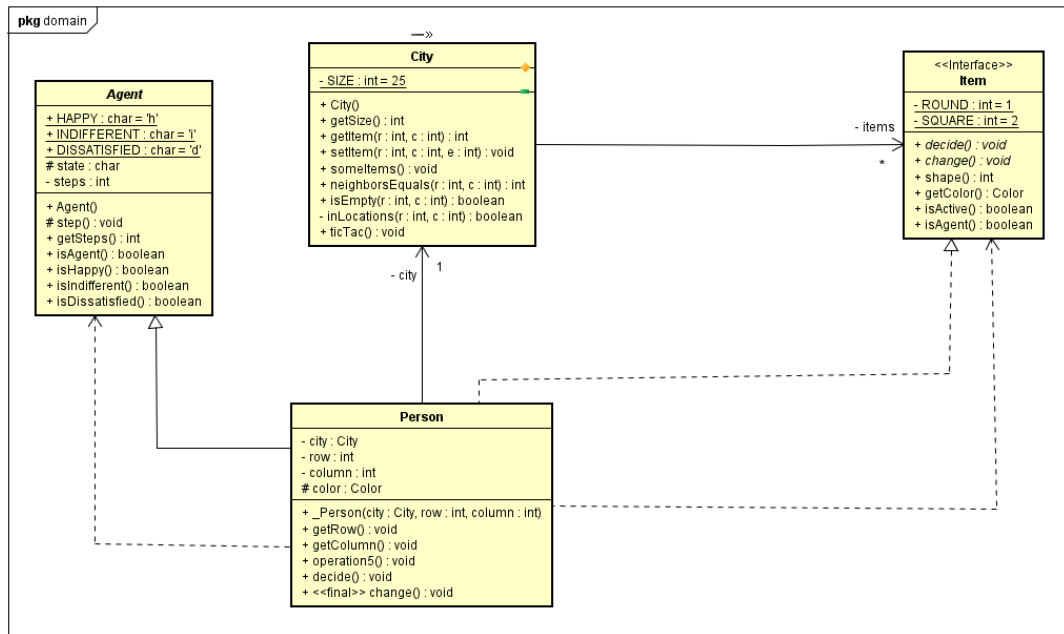 pkg domain
Agent
+ HAPPY : char = 'h'
+ INDIFFERENT : char = 'i'
+ DISSATISFIED : char = 'd'
# state : char
- steps : int
+ Agent()
# step() : void
+ getSteps() : int
+ isAgent() : boolean
+ isHappy() : boolean
+ isIndifferent() : boolean
+ isDissatisfied() : boolean
City
- SIZE : int = 25
+ City()
+ getSize() : int
+ getItem(r : int, c : int) : int
+ setItem(r : int, c : int, e : int) : void
+ someItems() : void
+ neighborsEquals(r : int, c : int) : int
+ isEmpty(r : int, c : int) : boolean
- inLocations(r : int, c : int) : boolean
+ ticTac() : void
- items
*
<<Interface>>
Item
- ROUND : int = 1
- SQUARE : int = 2
+ decide() : void
+ change() : void
+ shape() : int
+ getColor() : Color
+ isActive() : boolean
+ isAgent() : boolean
- city
1
Person
- city : City
- row : int
- column : int
# color : Color
+ _Person(city : City, row : int, column : int)
+ getRow() : void
+ getColumn() : void
+ operation5() : void
+ decide() : void
+ <<final>> change() : void